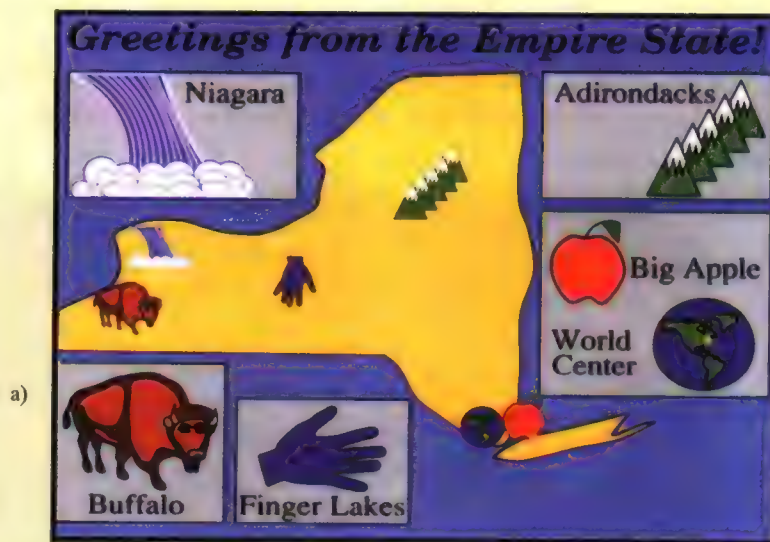 Greetings from the Empire State!
Niagara
Adirondacks
Big Apple
World
Center
a)
Buffalo
Finger Lakes